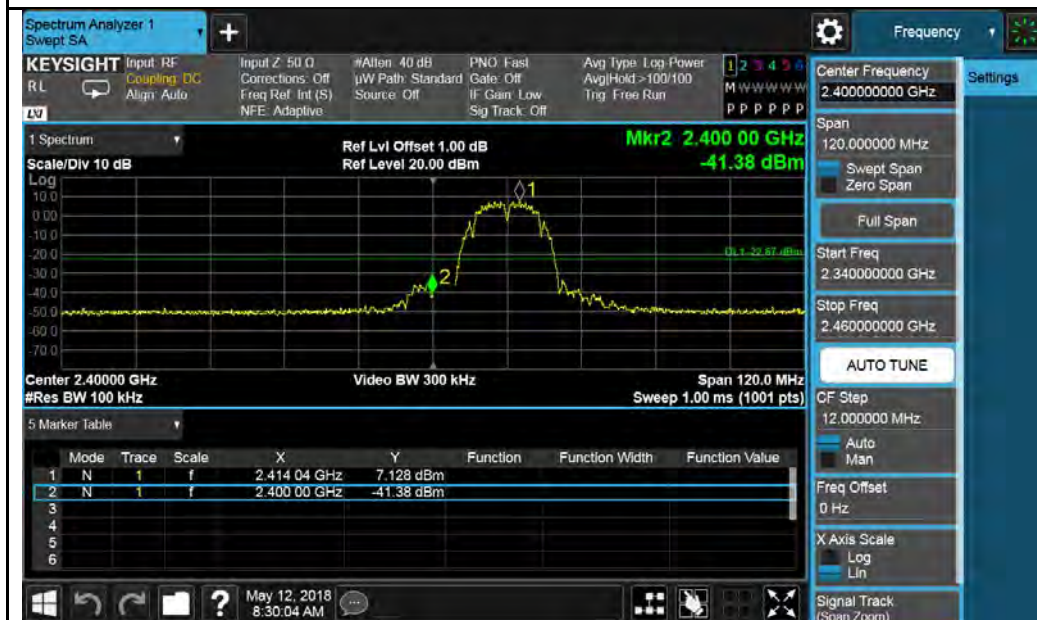 Spectrum Analyzer 1
Swept SA
+
Frequency
KEYSIGHT
RL
LXI
Input: RF
Coupling: DC
Align: Auto
Input Z: 50 Ω
Corrections: Off
Freq Ref: Int (S)
NFE: Adaptive
#Atten: 40 dB
µW Path: Standard
Source: Off
PNO: Fast
Gate: Off
IF Gain: Low
Sig Track: Off
Avg Type: Log-Power
Avg|Hold:>100/100
Trig: Free Run
1 2 3 4 5 6
M W W W W W
P P P P P P
1 Spectrum
Scale/Div 10 dB
Ref Lvl Offset 1.00 dB
Ref Level 20.00 dBm
Mkr2 2.400 00 GHz
-41.38 dBm
Log
10.0
0.00
-10.0
-20.0
-30.0
-40.0
-50.0
-60.0
-70.0
1
2
DL1 -22.87 dBm
Center 2.40000 GHz
#Res BW 100 kHz
Video BW 300 kHz
Span 120.0 MHz
Sweep 1.00 ms (1001 pts)
5 Marker Table
Mode Trace Scale X Y Function Function Width Function Value
1 N 1 f 2.414 04 GHz 7.128 dBm
2 N 1 f 2.400 00 GHz -41.38 dBm
3
4
5
6
?
May 12, 2018
8:30:04 AM
Center Frequency
2.400000000 GHz
Settings
Span
120.000000 MHz
Swept Span
Zero Span
Full Span
Start Freq
2.340000000 GHz
Stop Freq
2.460000000 GHz
AUTO TUNE
CF Step
12.000000 MHz
Auto
Man
Freq Offset
0 Hz
X Axis Scale
Log
Lin
Signal Track
(Span Zoom)